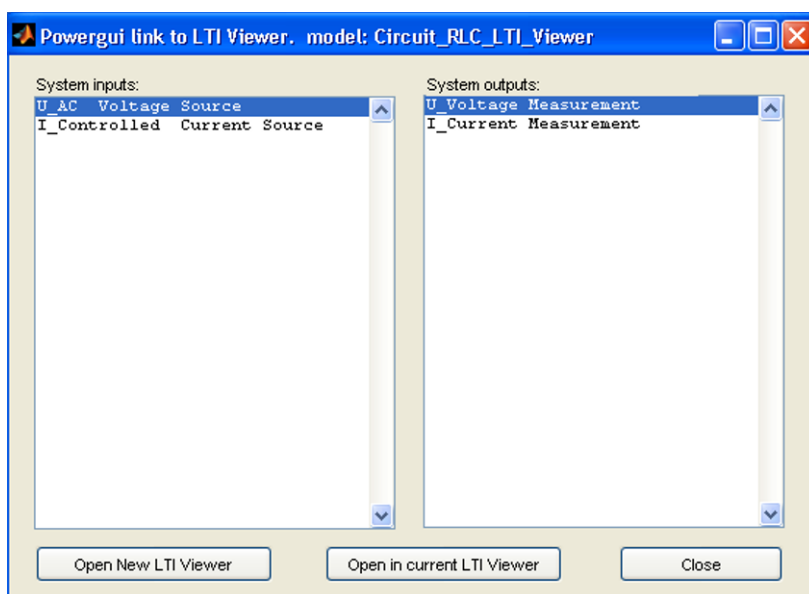 Powergui link to LTI Viewer. model: Circuit_RLC_LTI_Viewer
System inputs:
U_AC Voltage Source
I_Controlled Current Source
System outputs:
U_Voltage Measurement
I_Current Measurement
Open New LTI Viewer
Open in current LTI Viewer
Close